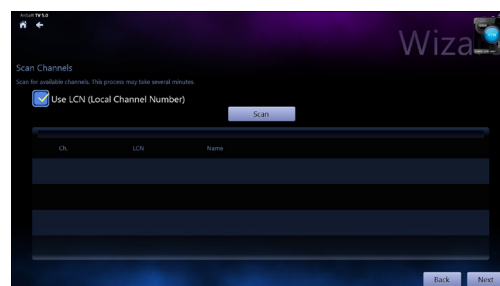 ArcSoft TV 5.0
Wiza
Scan Channels
Scan for available channels. This process may take several minutes.
Use LCN (Local Channel Number)
Scan
Ch. LCN Name
Back Next